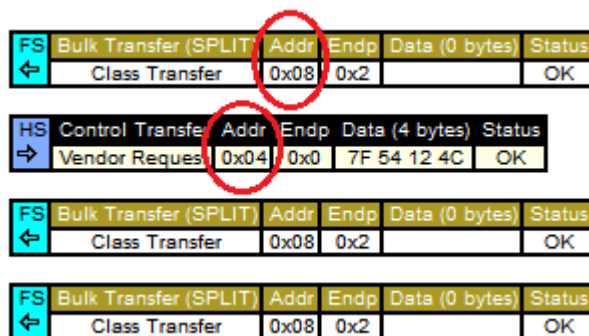 FS Bulk Transfer (SPLIT) Addr Endp Data (0 bytes) Status
Class Transfer 0x08 0x2 OK
HS Control Transfer Addr Endp Data (4 bytes) Status
Vendor Reques 0x04 0x0 7F 54 12 4C OK
FS Bulk Transfer (SPLIT) Addr Endp Data (0 bytes) Status
Class Transfer 0x08 0x2 OK
FS Bulk Transfer (SPLIT) Addr Endp Data (0 bytes) Status
Class Transfer 0x08 0x2 OK